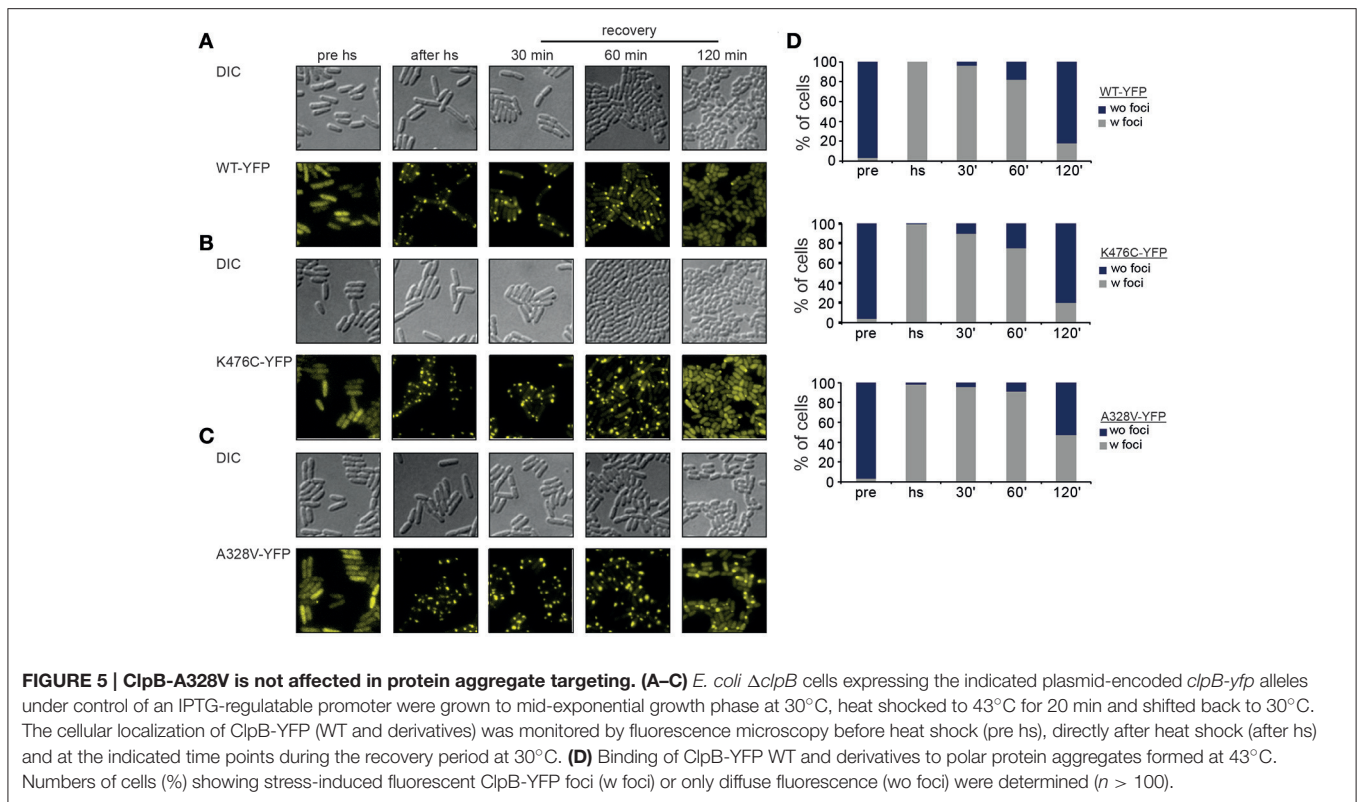 A
recovery
pre hs after hs 30 min 60 min 120 min
DIC
WT-YFP
B
DIC
K476C-YFP
C
DIC
A328V-YFP
D
100
80
60
40
20
0
% of cells
pre hs 30' 60' 120'
WT-YFP
wo foci
w foci
100
80
60
40
20
0
% of cells
pre hs 30' 60' 120'
K476C-YFP
wo foci
w foci
100
80
60
40
20
0
% of cells
pre hs 30' 60' 120'
A328V-YFP
wo foci
w foci
FIGURE 5 | ClpB-A328V is not affected in protein aggregate targeting. (A–C) E. coli ΔclpB cells expressing the indicated plasmid-encoded clpB-yfp alleles
under control of an IPTG-regulatable promoter were grown to mid-exponential growth phase at 30°C, heat shocked to 43°C for 20 min and shifted back to 30°C.
The cellular localization of ClpB-YFP (WT and derivatives) was monitored by fluorescence microscopy before heat shock (pre hs), directly after heat shock (after hs)
and at the indicated time points during the recovery period at 30°C. (D) Binding of ClpB-YFP WT and derivatives to polar protein aggregates formed at 43°C.
Numbers of cells (%) showing stress-induced fluorescent ClpB-YFP foci (w foci) or only diffuse fluorescence (wo foci) were determined (n > 100).